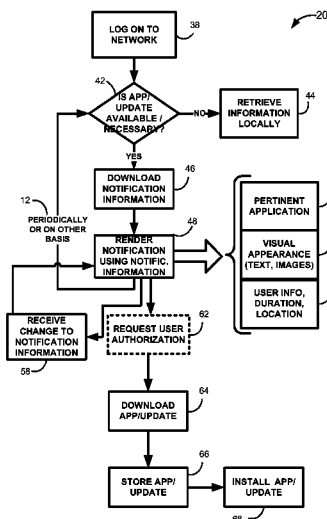 20
LOG ON TO
NETWORK
38
42
IS APP/
UPDATE
AVAILABLE /
NECESSARY?
NO
RETRIEVE
INFORMATION
LOCALLY
44
YES
DOWNLOAD
NOTIFICATION
INFORMATION
46
12
PERIODICALLY
OR ON OTHER
BASIS
48
RENDER
NOTIFICATION
USING NOTIFIC.
INFORMATION
PERTINENT
APPLICATION
VISUAL
APPEARANCE
(TEXT, IMAGES)
USER INFO,
DURATION,
LOCATION
RECEIVE
CHANGE TO
NOTIFICATION
INFORMATION
58
62
REQUEST USER
AUTHORIZATION
64
DOWNLOAD
APP/UPDATE
66
STORE APP/
UPDATE
INSTALL APP/
UPDATE